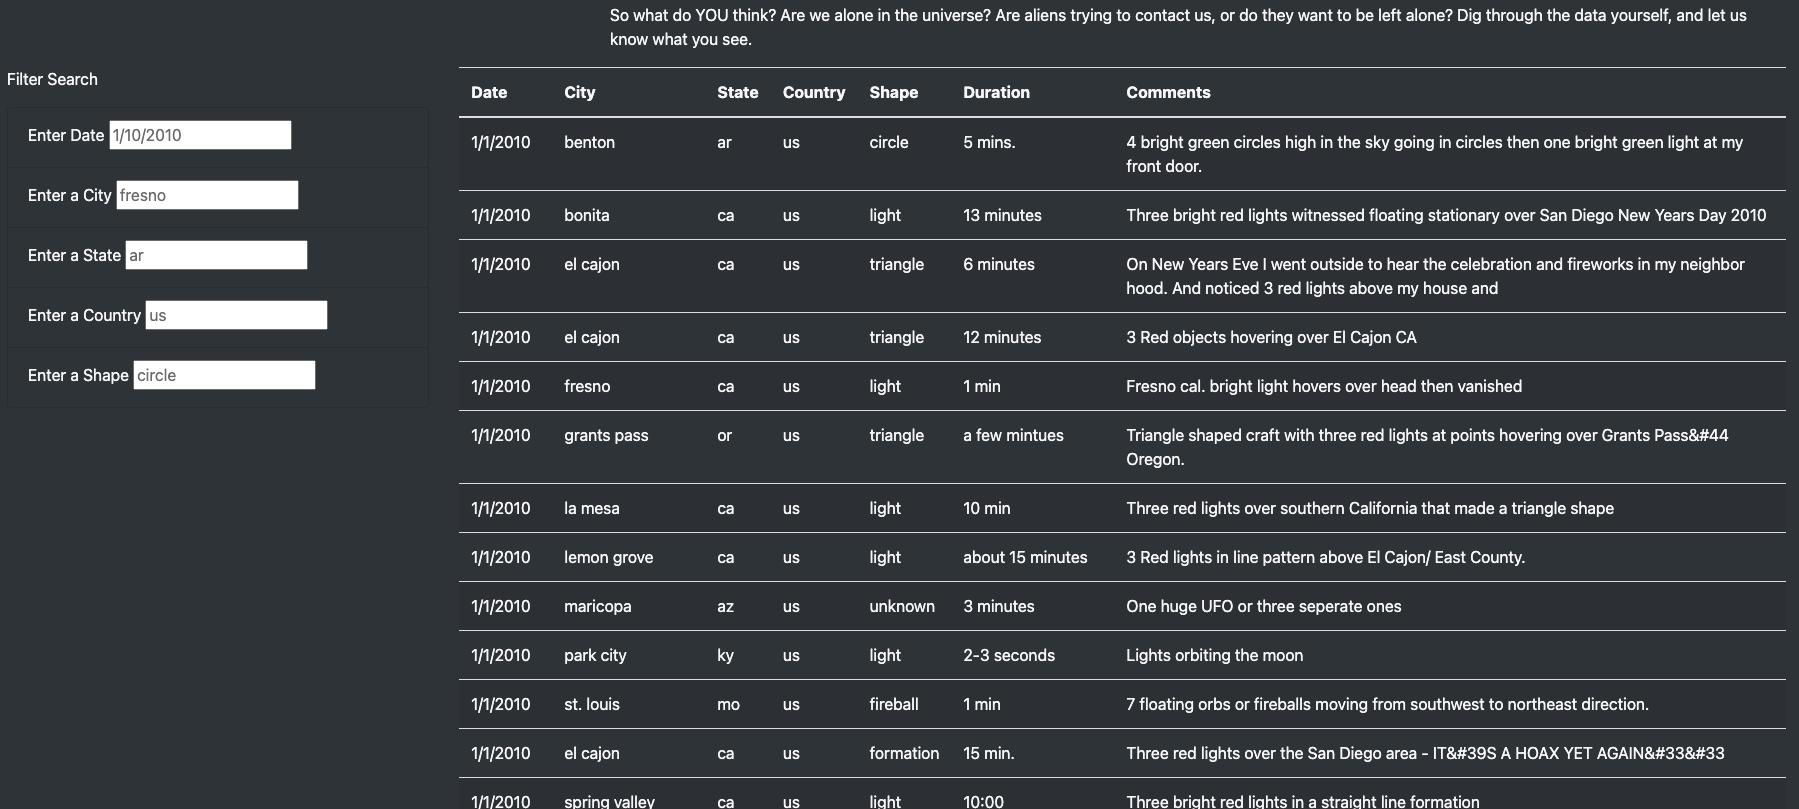 So what do YOU think? Are we alone in the universe? Are aliens trying to contact us, or do they want to be left alone? Dig through the data yourself, and let us
know what you see.
Filter Search
Enter Date 1/10/2010
Enter a City fresno
Enter a State ar
Enter a Country us
Enter a Shape circle
Date City State Country Shape Duration Comments
1/1/2010 benton ar us circle 5 mins. 4 bright green circles high in the sky going in circles then one bright green light at my
front door.
1/1/2010 bonita ca us light 13 minutes Three bright red lights witnessed floating stationary over San Diego New Years Day 2010
1/1/2010 el cajon ca us triangle 6 minutes On New Years Eve I went outside to hear the celebration and fireworks in my neighbor
hood. And noticed 3 red lights above my house and
1/1/2010 el cajon ca us triangle 12 minutes 3 Red objects hovering over El Cajon CA
1/1/2010 fresno ca us light 1 min Fresno cal. bright light hovers over head then vanished
1/1/2010 grants pass or us triangle a few mintues Triangle shaped craft with three red lights at points hovering over Grants Pass&#44
Oregon.
1/1/2010 la mesa ca us light 10 min Three red lights over southern California that made a triangle shape
1/1/2010 lemon grove ca us light about 15 minutes 3 Red lights in line pattern above El Cajon/ East County.
1/1/2010 maricopa az us unknown 3 minutes One huge UFO or three seperate ones
1/1/2010 park city ky us light 2-3 seconds Lights orbiting the moon
1/1/2010 st. louis mo us fireball 1 min 7 floating orbs or fireballs moving from southwest to northeast direction.
1/1/2010 el cajon ca us formation 15 min. Three red lights over the San Diego area - IT&#39S A HOAX YET AGAIN&#33&#33
1/1/2010 spring valley ca us light 10:00 Three bright red lights in a straight line formation